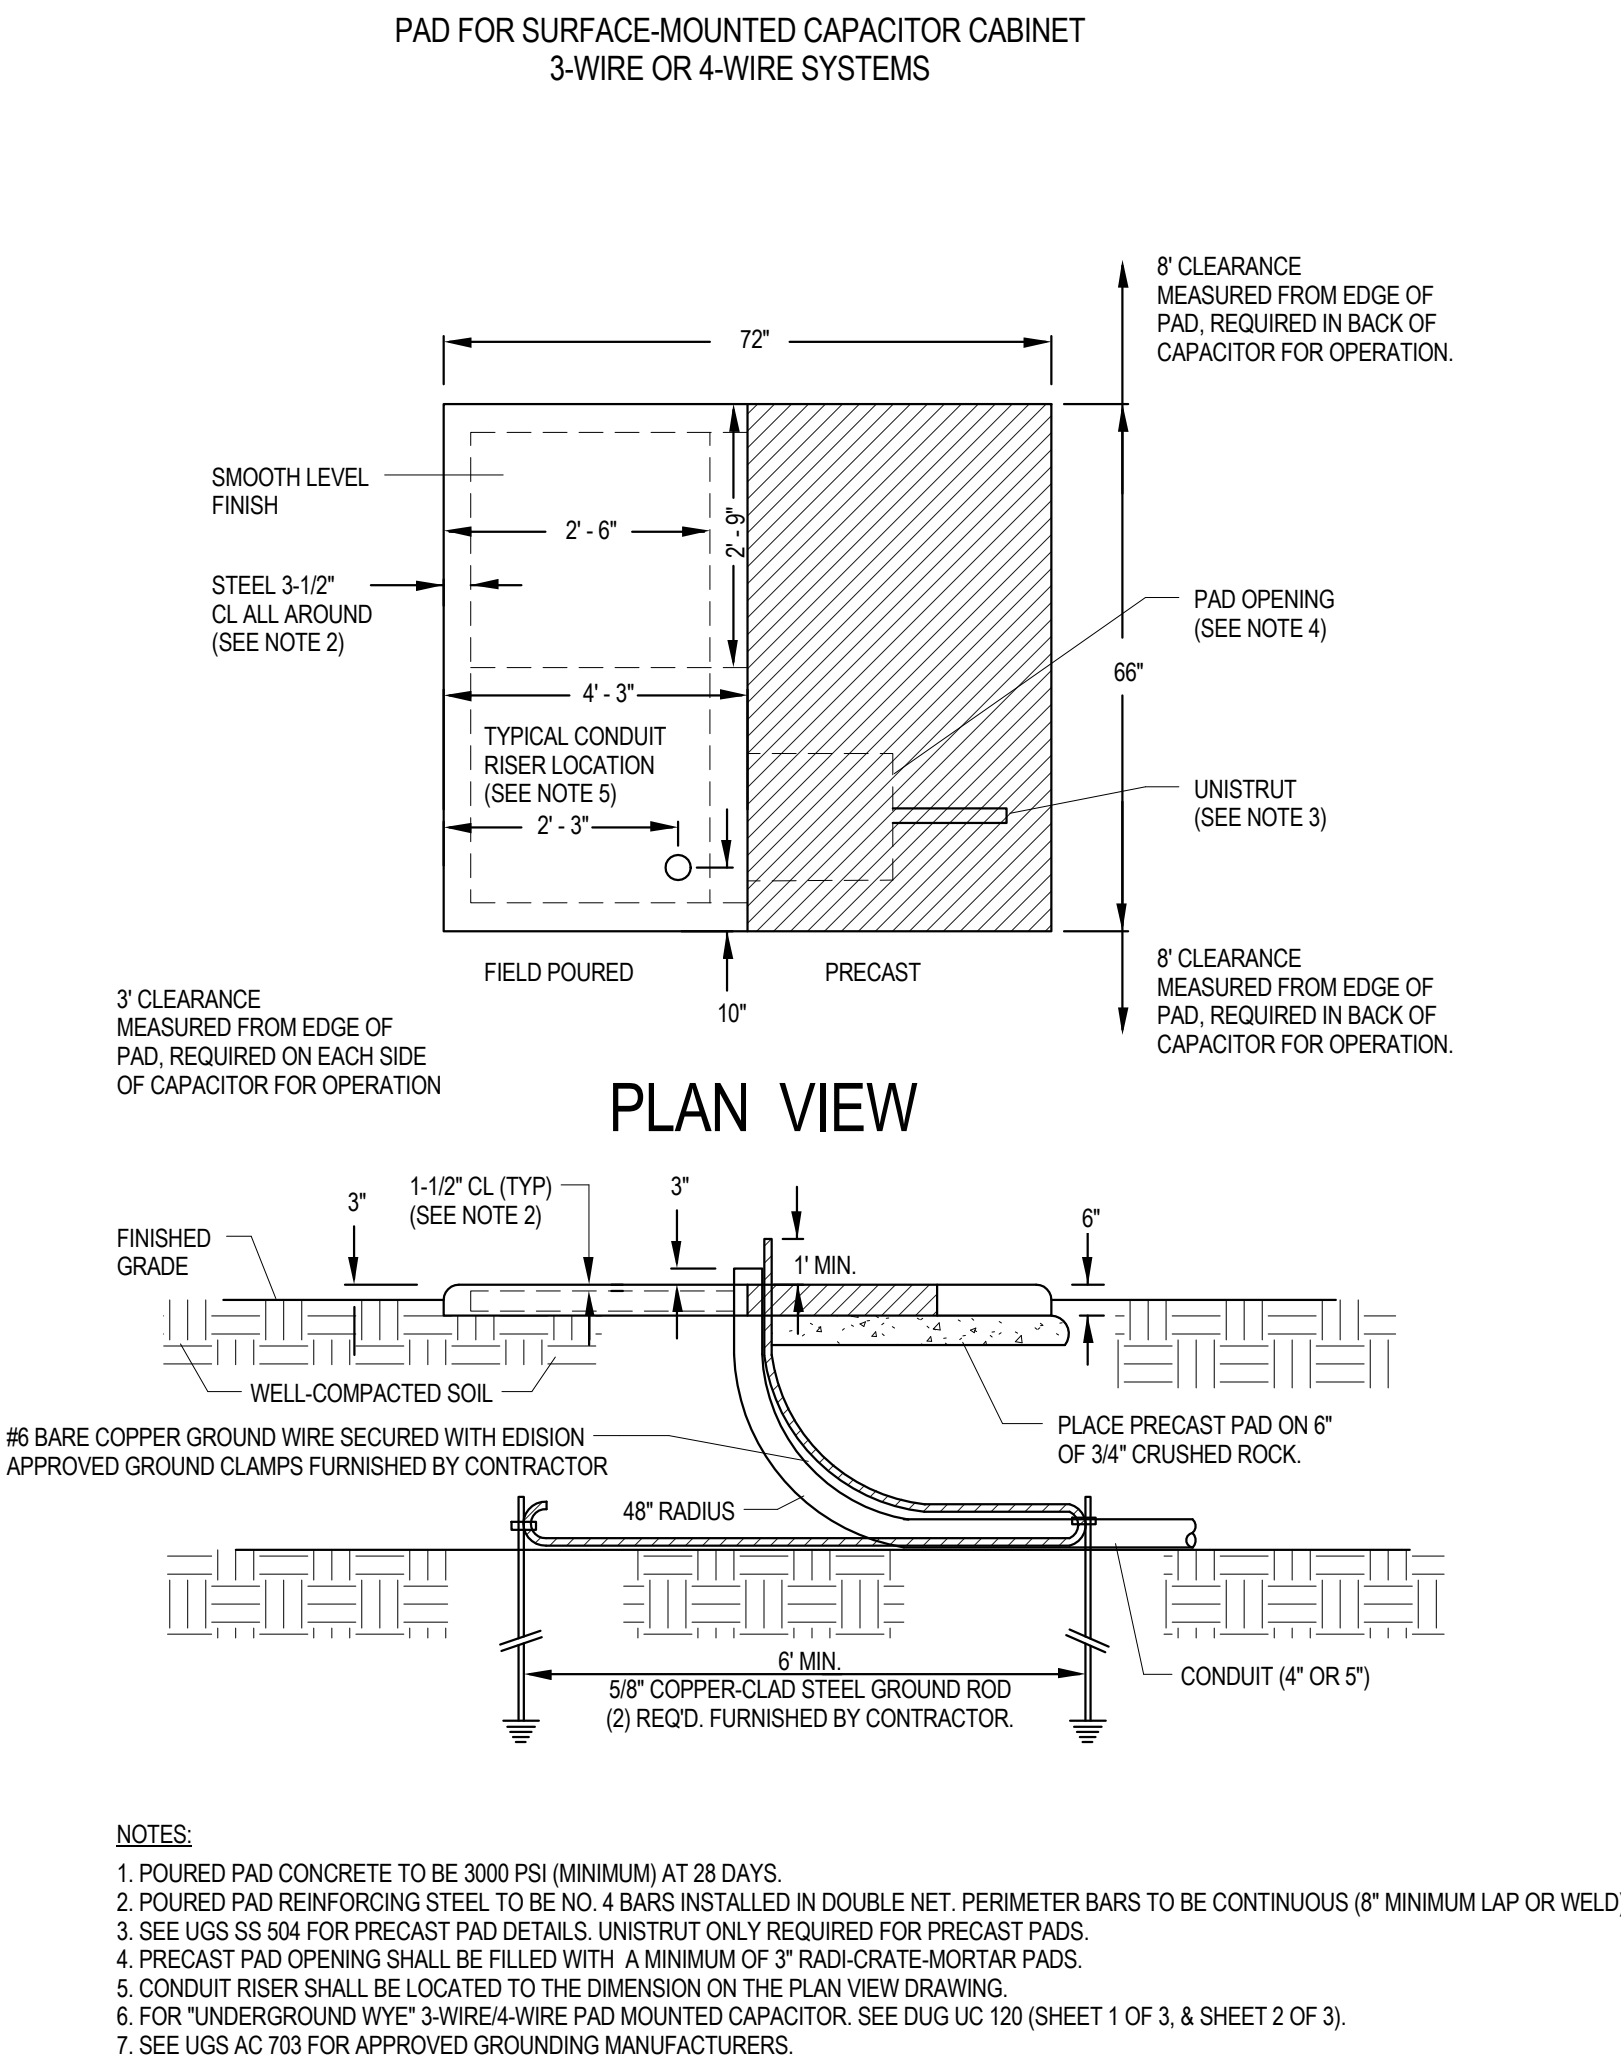 PAD FOR SURFACE-MOUNTED CAPACITOR CABINET
3-WIRE OR 4-WIRE SYSTEMS
8' CLEARANCE
MEASURED FROM EDGE OF
PAD, REQUIRED IN BACK OF
CAPACITOR FOR OPERATION.
72"
SMOOTH LEVEL
FINISH
2' - 6"
2' - 9"
STEEL 3-1/2"
CL ALL AROUND
(SEE NOTE 2)
PAD OPENING
(SEE NOTE 4)
66"
4' - 3"
TYPICAL CONDUIT
RISER LOCATION
(SEE NOTE 5)
2' - 3"
UNISTRUT
(SEE NOTE 3)
FIELD POURED
PRECAST
10"
8' CLEARANCE
MEASURED FROM EDGE OF
PAD, REQUIRED IN BACK OF
CAPACITOR FOR OPERATION.
3' CLEARANCE
MEASURED FROM EDGE OF
PAD, REQUIRED ON EACH SIDE
OF CAPACITOR FOR OPERATION
PLAN VIEW
3"
1-1/2" CL (TYP)
(SEE NOTE 2)
3"
1' MIN.
6"
FINISHED
GRADE
WELL-COMPACTED SOIL
#6 BARE COPPER GROUND WIRE SECURED WITH EDISION
APPROVED GROUND CLAMPS FURNISHED BY CONTRACTOR
PLACE PRECAST PAD ON 6"
OF 3/4" CRUSHED ROCK.
48" RADIUS
6' MIN.
5/8" COPPER-CLAD STEEL GROUND ROD
(2) REQ'D. FURNISHED BY CONTRACTOR.
CONDUIT (4" OR 5")
NOTES:
1. POURED PAD CONCRETE TO BE 3000 PSI (MINIMUM) AT 28 DAYS.
2. POURED PAD REINFORCING STEEL TO BE NO. 4 BARS INSTALLED IN DOUBLE NET. PERIMETER BARS TO BE CONTINUOUS (8" MINIMUM LAP OR WELD)
3. SEE UGS SS 504 FOR PRECAST PAD DETAILS. UNISTRUT ONLY REQUIRED FOR PRECAST PADS.
4. PRECAST PAD OPENING SHALL BE FILLED WITH A MINIMUM OF 3" RADI-CRATE-MORTAR PADS.
5. CONDUIT RISER SHALL BE LOCATED TO THE DIMENSION ON THE PLAN VIEW DRAWING.
6. FOR "UNDERGROUND WYE" 3-WIRE/4-WIRE PAD MOUNTED CAPACITOR. SEE DUG UC 120 (SHEET 1 OF 3, & SHEET 2 OF 3).
7. SEE UGS AC 703 FOR APPROVED GROUNDING MANUFACTURERS.